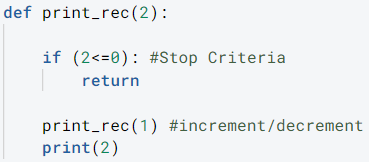 def print_rec(2):
if (2<=0): #Stop Criteria
return
print_rec(1) #increment/decrement
print(2)